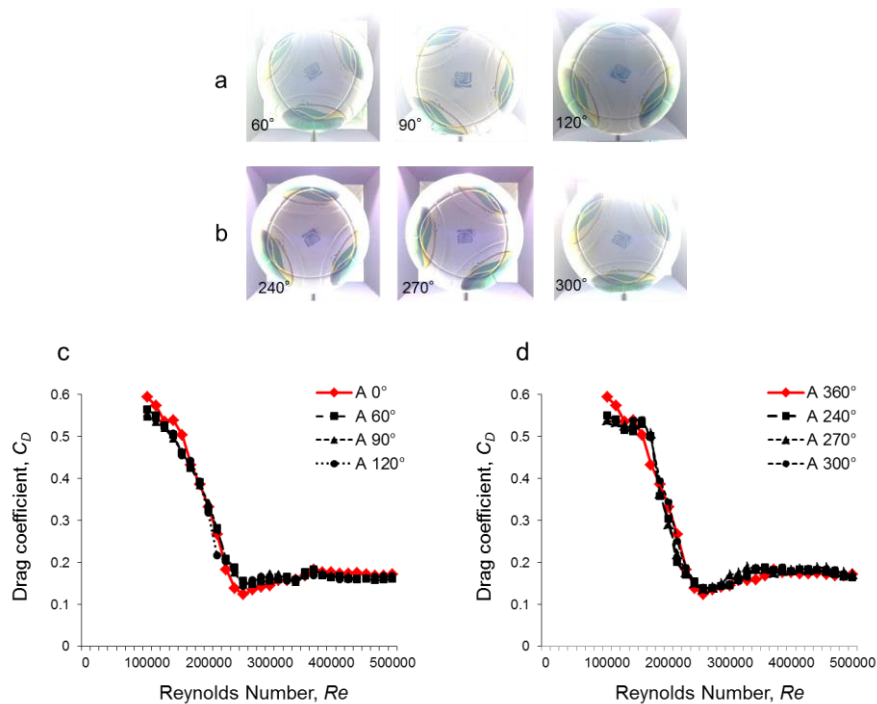 a
60°
90°
120°
b
240°
270°
300°
c
A 0°
A 60°
A 90°
A 120°
0.6
0.5
0.4
0.3
0.2
0.1
0
Drag coefficient, C_D
0 100000 200000 300000 400000 500000
Reynolds Number, Re
d
A 360°
A 240°
A 270°
A 300°
0.6
0.5
0.4
0.3
0.2
0.1
0
Drag coefficient, C_D
0 100000 200000 300000 400000 500000
Reynolds Number, Re